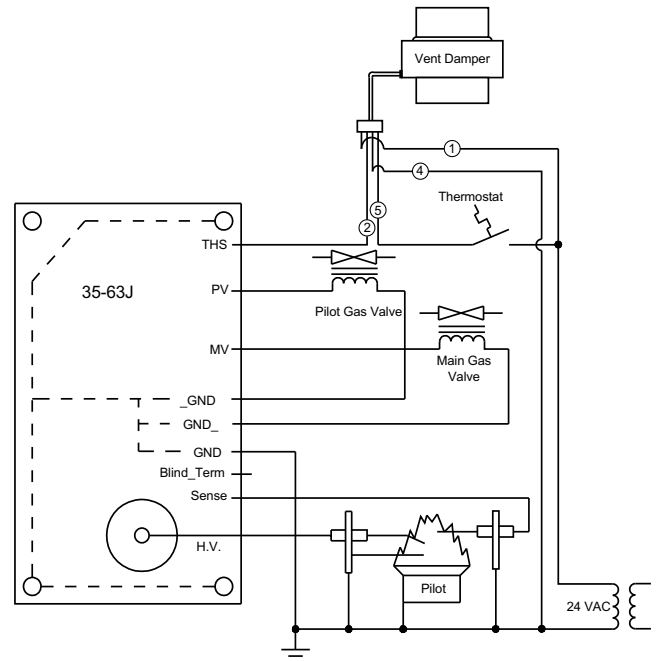 Vent Damper
1
4
5
Thermostat
2
THS
35-63J
PV
Pilot Gas Valve
MV
Main Gas
Valve
_GND
GND_
GND
Blind_Term
Sense
H.V.
Pilot
24 VAC